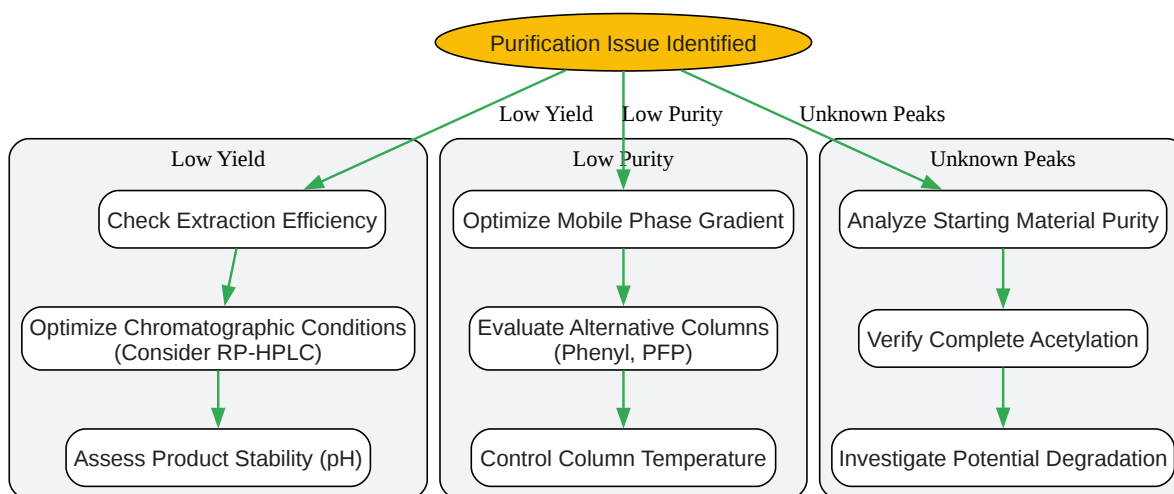 Purification Issue Identified
Low Yield
Low Purity
Unknown Peaks
Low Yield
Check Extraction Efficiency
Optimize Chromatographic Conditions
(Consider RP-HPLC)
Assess Product Stability (pH)
Low Purity
Optimize Mobile Phase Gradient
Evaluate Alternative Columns
(Phenyl, PFP)
Control Column Temperature
Unknown Peaks
Analyze Starting Material Purity
Verify Complete Acetylation
Investigate Potential Degradation